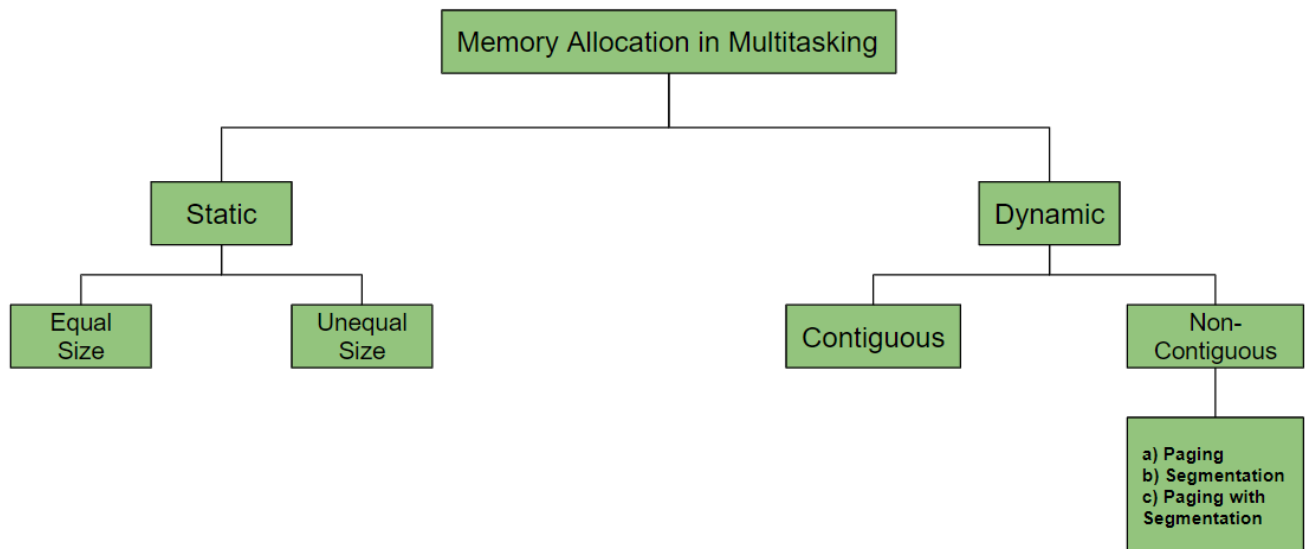 Memory Allocation in Multitasking
Static
Dynamic
Equal
Size
Unequal
Size
Contiguous
Non-
Contiguous
a) Paging
b) Segmentation
c) Paging with
Segmentation